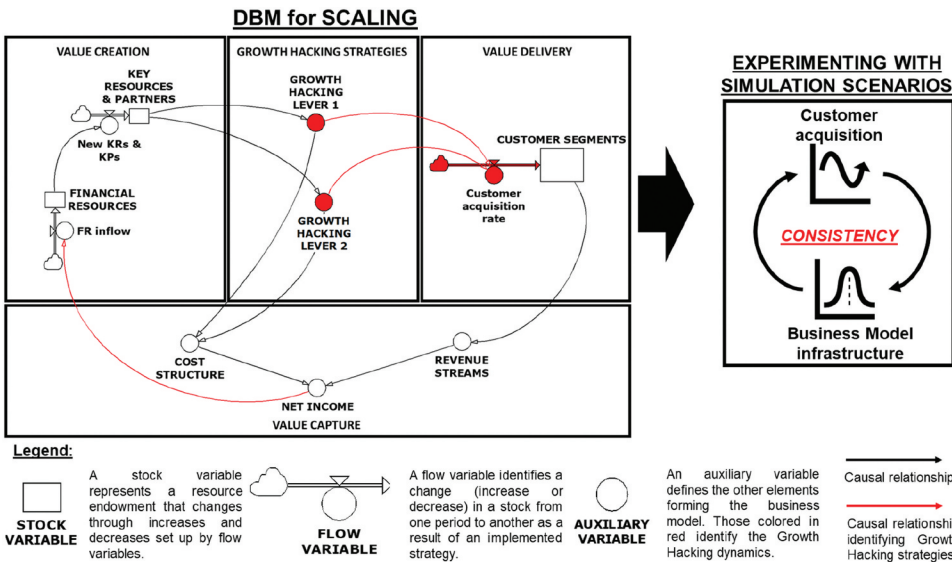 DBM for SCALING
VALUE CREATION
GROWTH HACKING STRATEGIES
VALUE DELIVERY
KEY
RESOURCES
& PARTNERS
New KRs &
KPs
FINANCIAL
RESOURCES
FR inflow
GROWTH
HACKING
LEVER 1
GROWTH
HACKING
LEVER 2
CUSTOMER SEGMENTS
Customer
acquisition
rate
COST
STRUCTURE
REVENUE
STREAMS
NET INCOME
VALUE CAPTURE
EXPERIMENTING WITH
SIMULATION SCENARIOS
Customer
acquisition
CONSISTENCY
Business Model
infrastructure
Legend:
STOCK
VARIABLE
A stock variable
represents a resource
endowment that changes
through increases and
decreases set up by flow
variables.
FLOW
VARIABLE
A flow variable identifies a
change (increase or
decrease) in a stock from
one period to another as a
result of an implemented
strategy.
AUXILIARY
VARIABLE
An auxiliary variable
defines the other elements
forming the business
model. Those colored in
red identify the Growth
Hacking dynamics.
Causal relationship
Causal relationship
identifying Growth
Hacking strategies